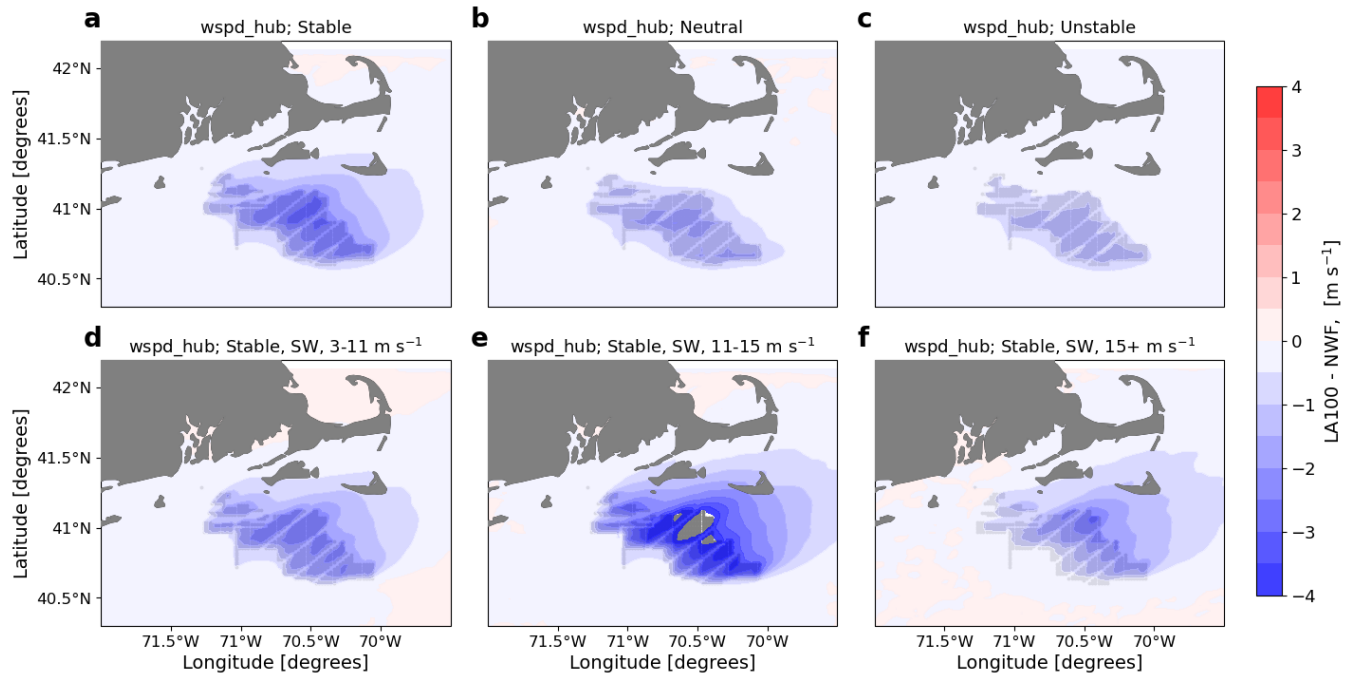 a
wspd_hub; Stable
b
wspd_hub; Neutral
c
wspd_hub; Unstable
Latitude [degrees]
42°N
41.5°N
41°N
40.5°N
d
wspd_hub; Stable, SW, 3-11 m s⁻¹
e
wspd_hub; Stable, SW, 11-15 m s⁻¹
f
wspd_hub; Stable, SW, 15+ m s⁻¹
Latitude [degrees]
42°N
41.5°N
41°N
40.5°N
71.5°W 71°W 70.5°W 70°W
Longitude [degrees]
71.5°W 71°W 70.5°W 70°W
Longitude [degrees]
71.5°W 71°W 70.5°W 70°W
Longitude [degrees]
4
3
2
1
0
−1
−2
−3
−4
LA100 - NWF, [m s⁻¹]